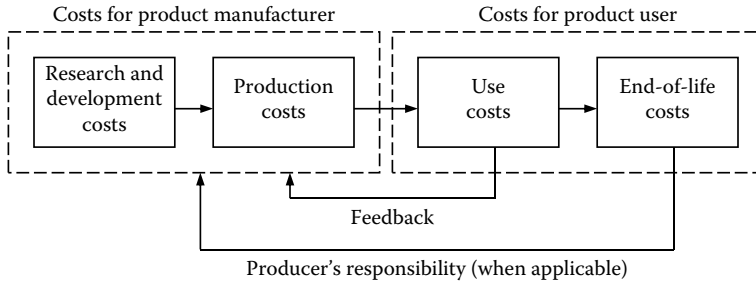 Costs for product manufacturer
Costs for product user
Research and
development
costs
Production
costs
Use
costs
End-of-life
costs
Feedback
Producer’s responsibility (when applicable)